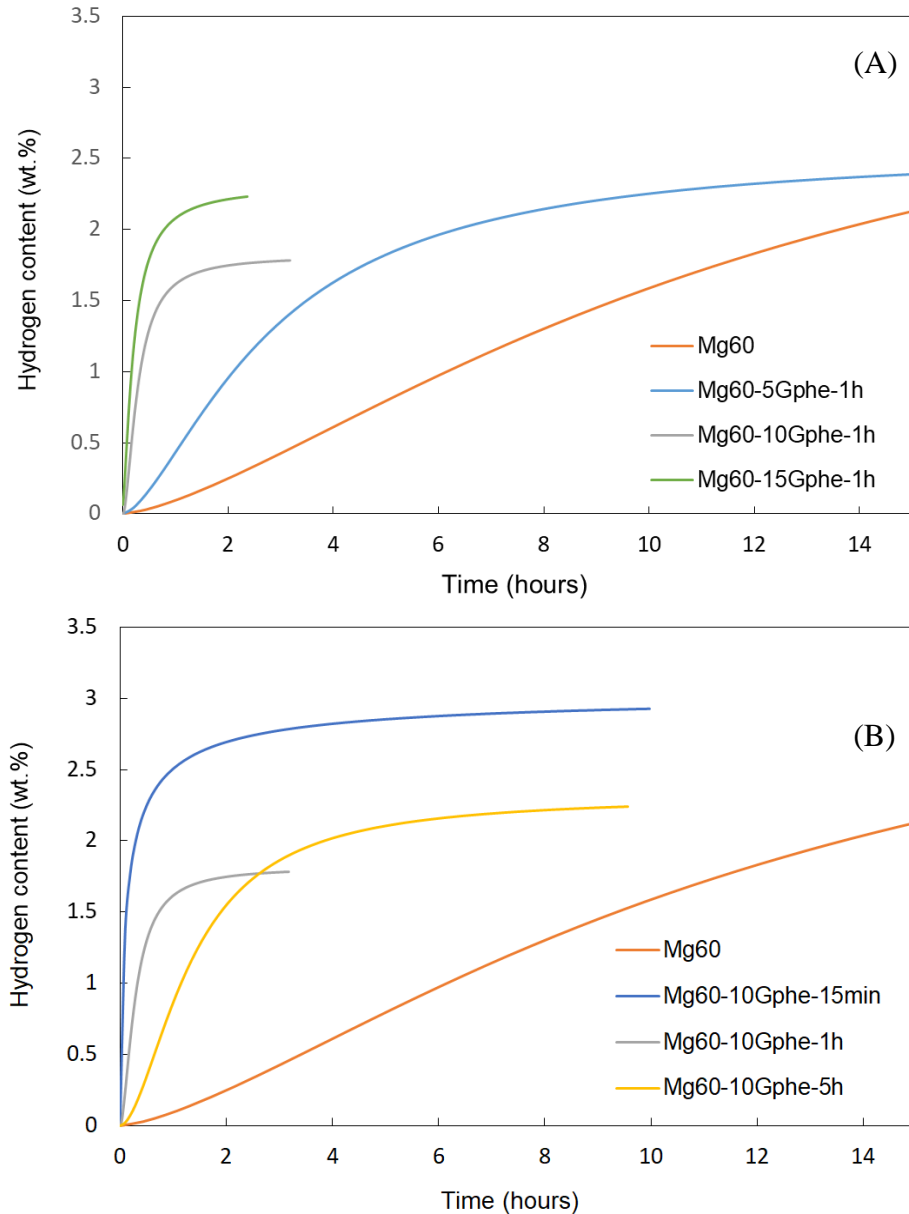 3.5
(A)
3
2.5
2
1.5
1
0.5
0
Hydrogen content (wt.%)
Mg60
Mg60-5Gphe-1h
Mg60-10Gphe-1h
Mg60-15Gphe-1h
0 2 4 6 8 10 12 14
Time (hours)
3.5
3
(B)
2.5
2
1.5
1
0.5
0
Hydrogen content (wt.%)
Mg60
Mg60-10Gphe-15min
Mg60-10Gphe-1h
Mg60-10Gphe-5h
0 2 4 6 8 10 12 14
Time (hours)